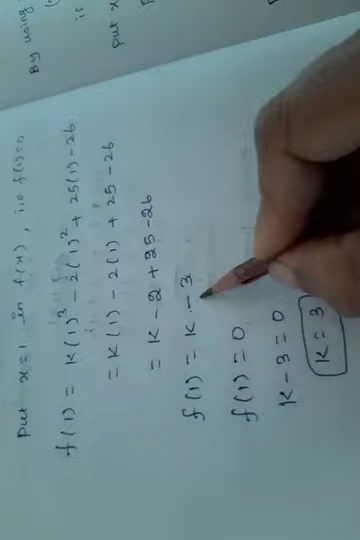 By using
is
put x
put x = 1 in f(x), i.e f(1)=0
f(1) = K(1)³ - 2(1)² + 25(1) - 26
= K(1) - 2(1) + 25 - 26
= K - 2 + 25 - 26
f(1) = K - 3
f(1) = 0
K - 3 = 0
K = 3